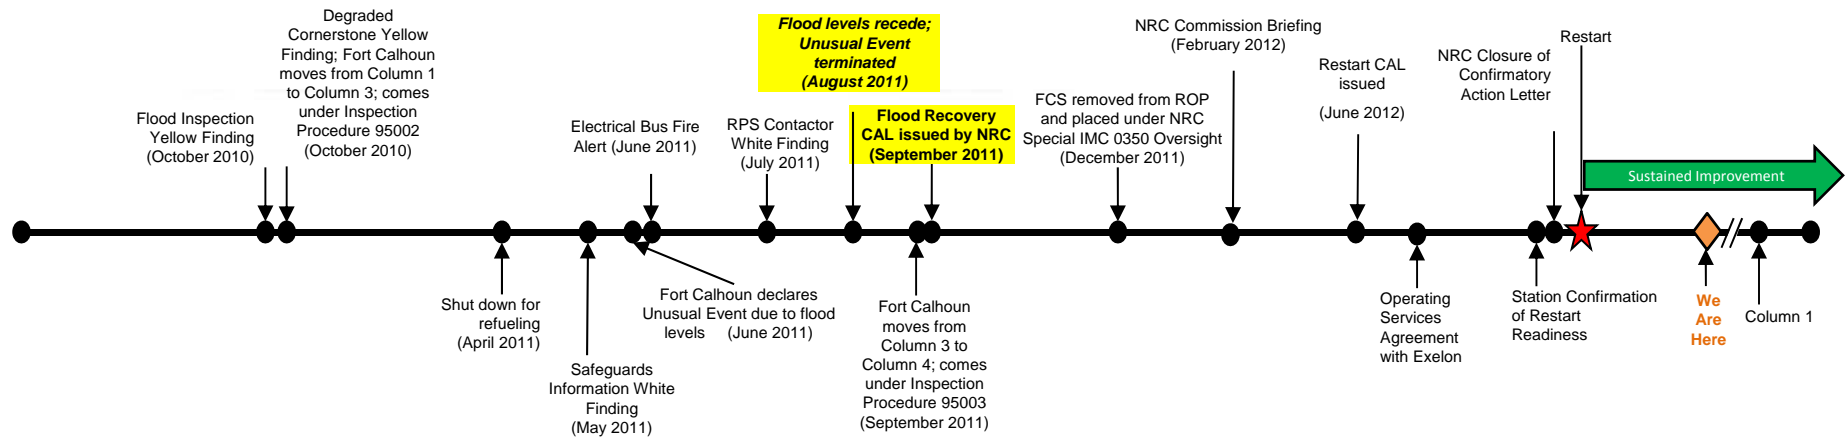 Flood Inspection
Yellow Finding
(October 2010)
Degraded
Cornerstone Yellow
Finding; Fort Calhoun
moves from Column 1
to Column 3; comes
under Inspection
Procedure 95002
(October 2010)
Shut down for
refueling
(April 2011)
Safeguards
Information White
Finding
(May 2011)
Electrical Bus Fire
Alert (June 2011)
Fort Calhoun declares
Unusual Event due to flood
levels (June 2011)
RPS Contactor
White Finding
(July 2011)
Flood levels recede;
Unusual Event
terminated
(August 2011)
Flood Recovery
CAL issued by NRC
(September 2011)
Fort Calhoun
moves from
Column 3 to
Column 4; comes
under Inspection
Procedure 95003
(September 2011)
FCS removed from ROP
and placed under NRC
Special IMC 0350 Oversight
(December 2011)
NRC Commission Briefing
(February 2012)
Restart CAL
issued
(June 2012)
Operating
Services
Agreement
with Exelon
NRC Closure of
Confirmatory
Action Letter
Station Confirmation
of Restart
Readiness
Restart
Sustained Improvement
We
Are
Here
Column 1